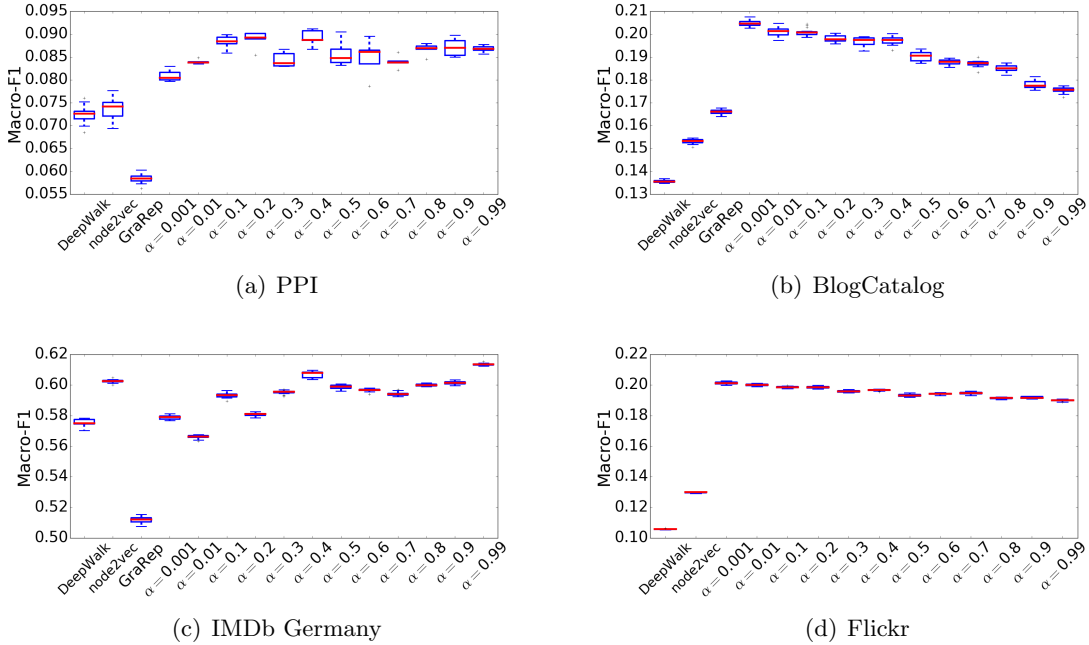 Macro-F1
0.095
0.090
0.085
0.080
0.075
0.070
0.065
0.060
0.055
DeepWalk
node2vec
GraRep
α = 0.001
α = 0.01
α = 0.1
α = 0.2
α = 0.3
α = 0.4
α = 0.5
α = 0.6
α = 0.7
α = 0.8
α = 0.9
α = 0.99
(a) PPI
Macro-F1
0.21
0.20
0.19
0.18
0.17
0.16
0.15
0.14
0.13
DeepWalk
node2vec
GraRep
α = 0.001
α = 0.01
α = 0.1
α = 0.2
α = 0.3
α = 0.4
α = 0.5
α = 0.6
α = 0.7
α = 0.8
α = 0.9
α = 0.99
(b) BlogCatalog
Macro-F1
0.62
0.60
0.58
0.56
0.54
0.52
0.50
DeepWalk
node2vec
GraRep
α = 0.001
α = 0.01
α = 0.1
α = 0.2
α = 0.3
α = 0.4
α = 0.5
α = 0.6
α = 0.7
α = 0.8
α = 0.9
α = 0.99
(c) IMDb Germany
Macro-F1
0.22
0.20
0.18
0.16
0.14
0.12
0.10
DeepWalk
node2vec
α = 0.001
α = 0.01
α = 0.1
α = 0.2
α = 0.3
α = 0.4
α = 0.5
α = 0.6
α = 0.7
α = 0.8
α = 0.9
α = 0.99
(d) Flickr